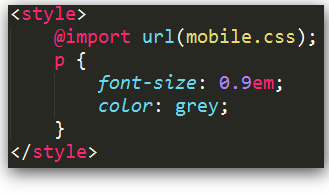 <style>
    @import url(mobile.css);
    p {
        font-size: 0.9em;
        color: grey;
    }
</style>